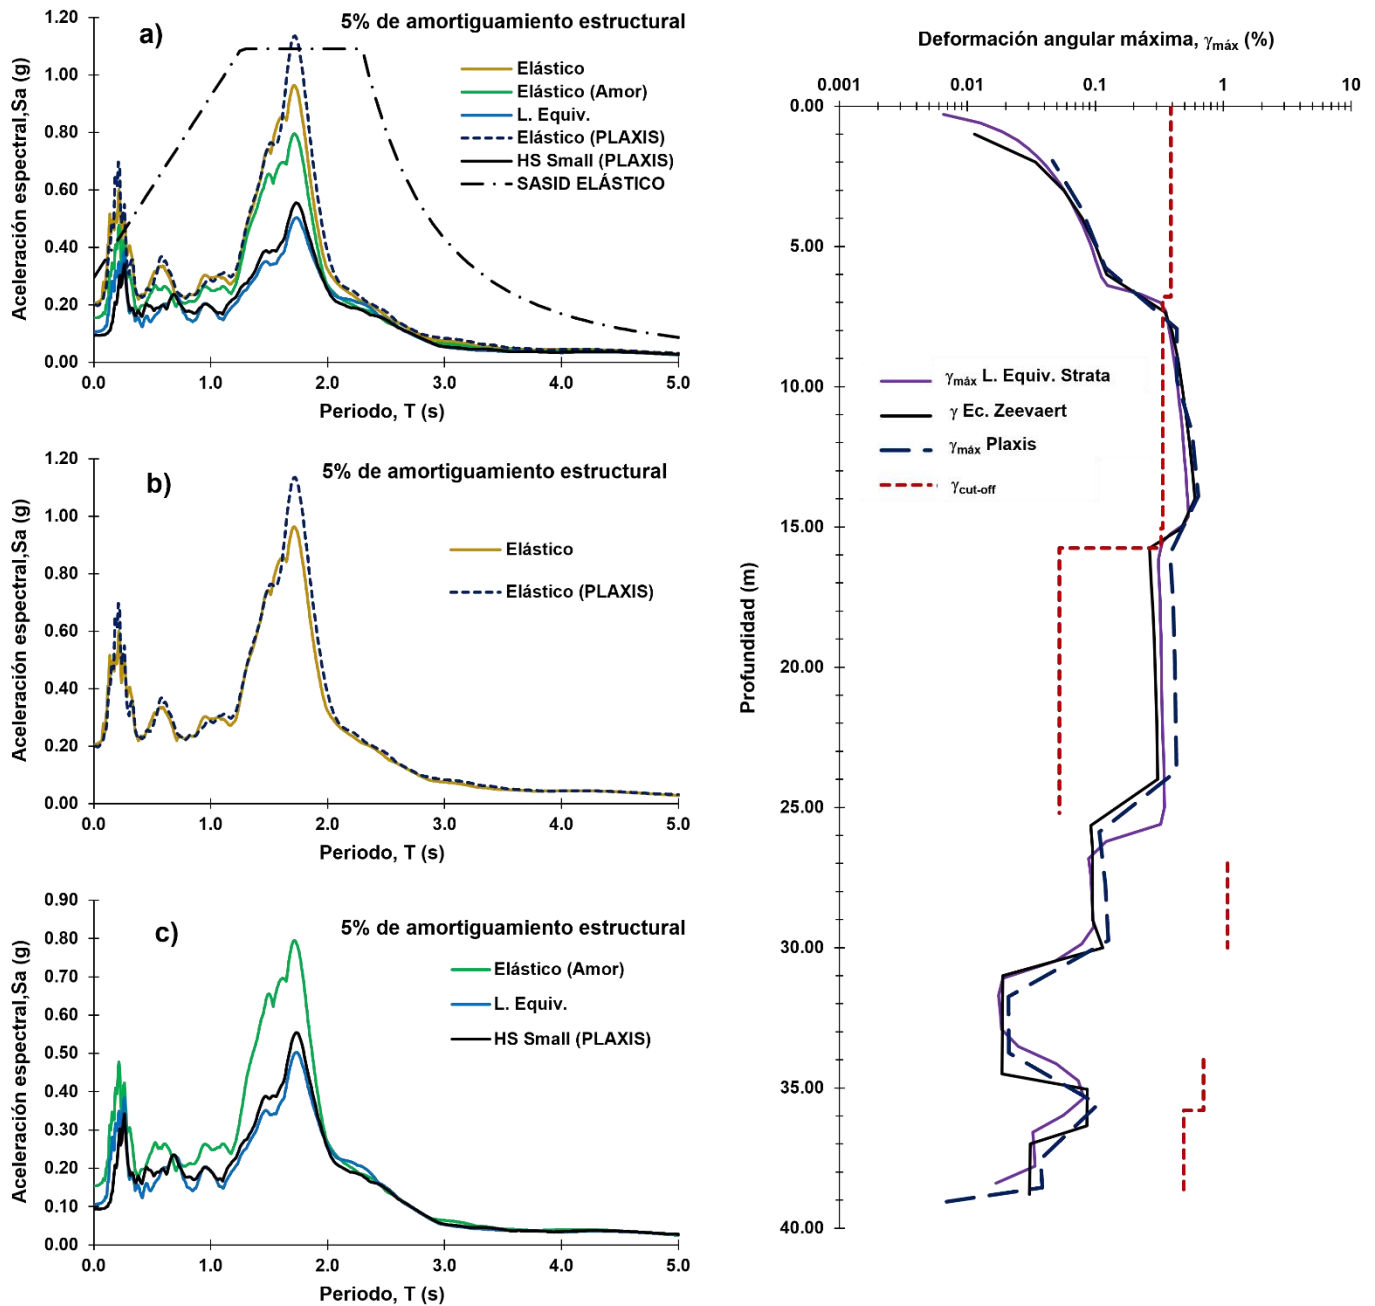 5% de amortiguamiento estructural
a)
Aceleración espectral,Sa (g)
1.20
1.00
0.80
0.60
0.40
0.20
0.00
Elástico
Elástico (Amor)
L. Equiv.
Elástico (PLAXIS)
HS Small (PLAXIS)
SASID ELÁSTICO
0.0 1.0 2.0 3.0 4.0 5.0
Periodo, T (s)
5% de amortiguamiento estructural
b)
Aceleración espectral,Sa (g)
1.20
1.00
0.80
0.60
0.40
0.20
0.00
Elástico
Elástico (PLAXIS)
0.0 1.0 2.0 3.0 4.0 5.0
Periodo, T (s)
5% de amortiguamiento estructural
c)
Aceleración espectral,Sa (g)
0.90
0.80
0.70
0.60
0.50
0.40
0.30
0.20
0.10
0.00
Elástico (Amor)
L. Equiv.
HS Small (PLAXIS)
0.0 1.0 2.0 3.0 4.0 5.0
Periodo, T (s)
Deformación angular máxima, γmáx (%)
0.001 0.01 0.1 1 10
Profundidad (m)
0.00
5.00
10.00
15.00
20.00
25.00
30.00
35.00
40.00
γmáx L. Equiv. Strata
γ Ec. Zeevaert
γmáx Plaxis
γcut-off